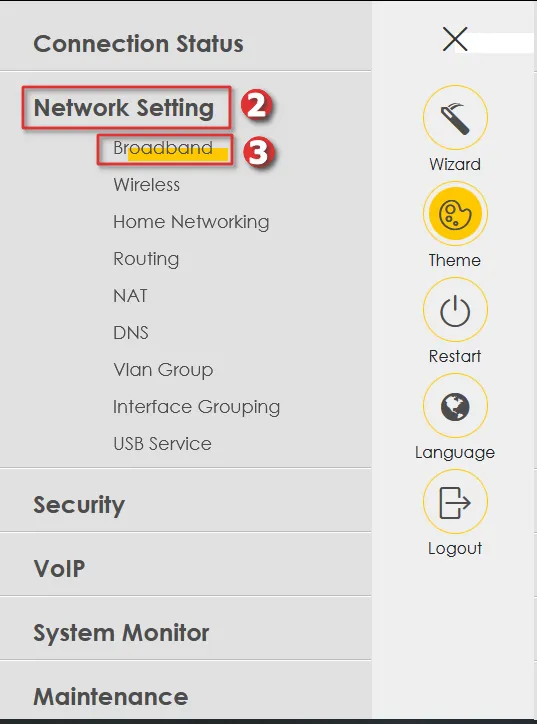 Connection Status
Network Setting 2
Broadband 3
Wireless
Home Networking
Routing
NAT
DNS
Vlan Group
Interface Grouping
USB Service
Security
VoIP
System Monitor
Maintenance
Wizard
Theme
Restart
Language
Logout